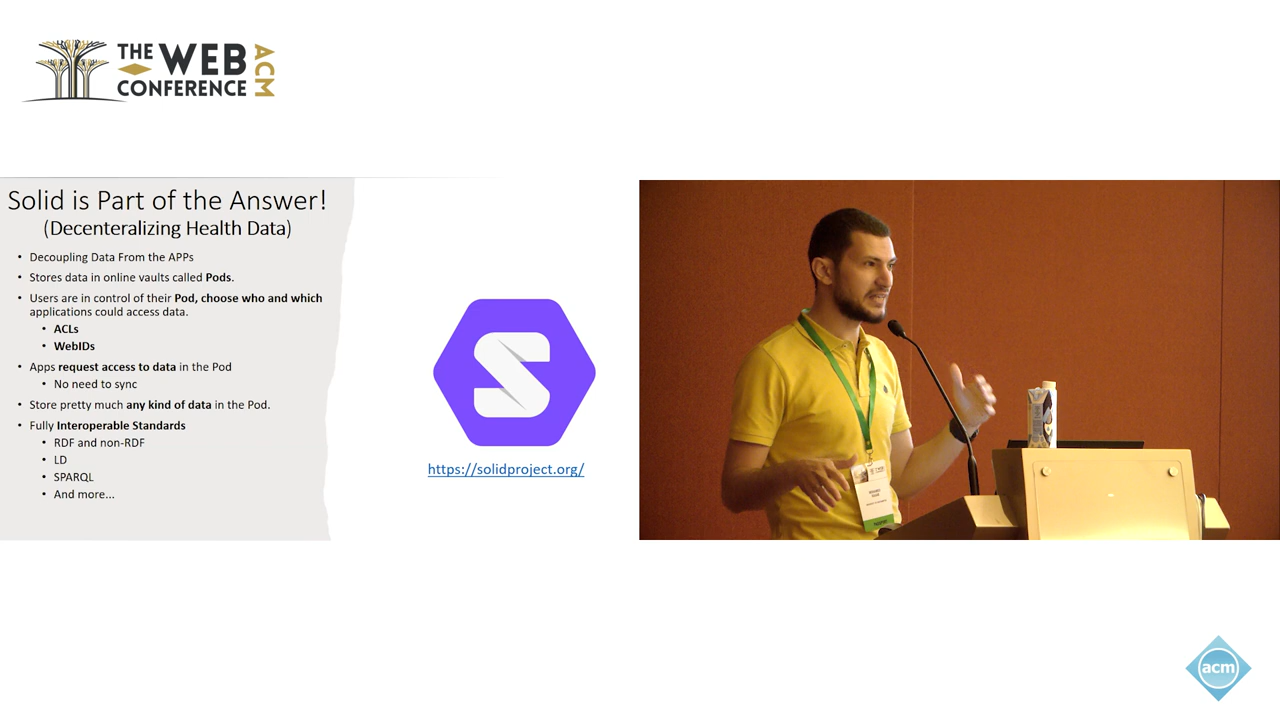 THE WEB
CONFERENCE
ACM
Solid is Part of the Answer!
(Decenteralizing Health Data)
• Decoupling Data From the APPs
• Stores data in online vaults called Pods.
• Users are in control of their Pod, choose who and which
applications could access data.
• ACLs
• WebIDs
• Apps request access to data in the Pod
• No need to sync
• Store pretty much any kind of data in the Pod.
• Fully Interoperable Standards
• RDF and non-RDF
• LD
• SPARQL
• And more...
https://solidproject.org/
acm